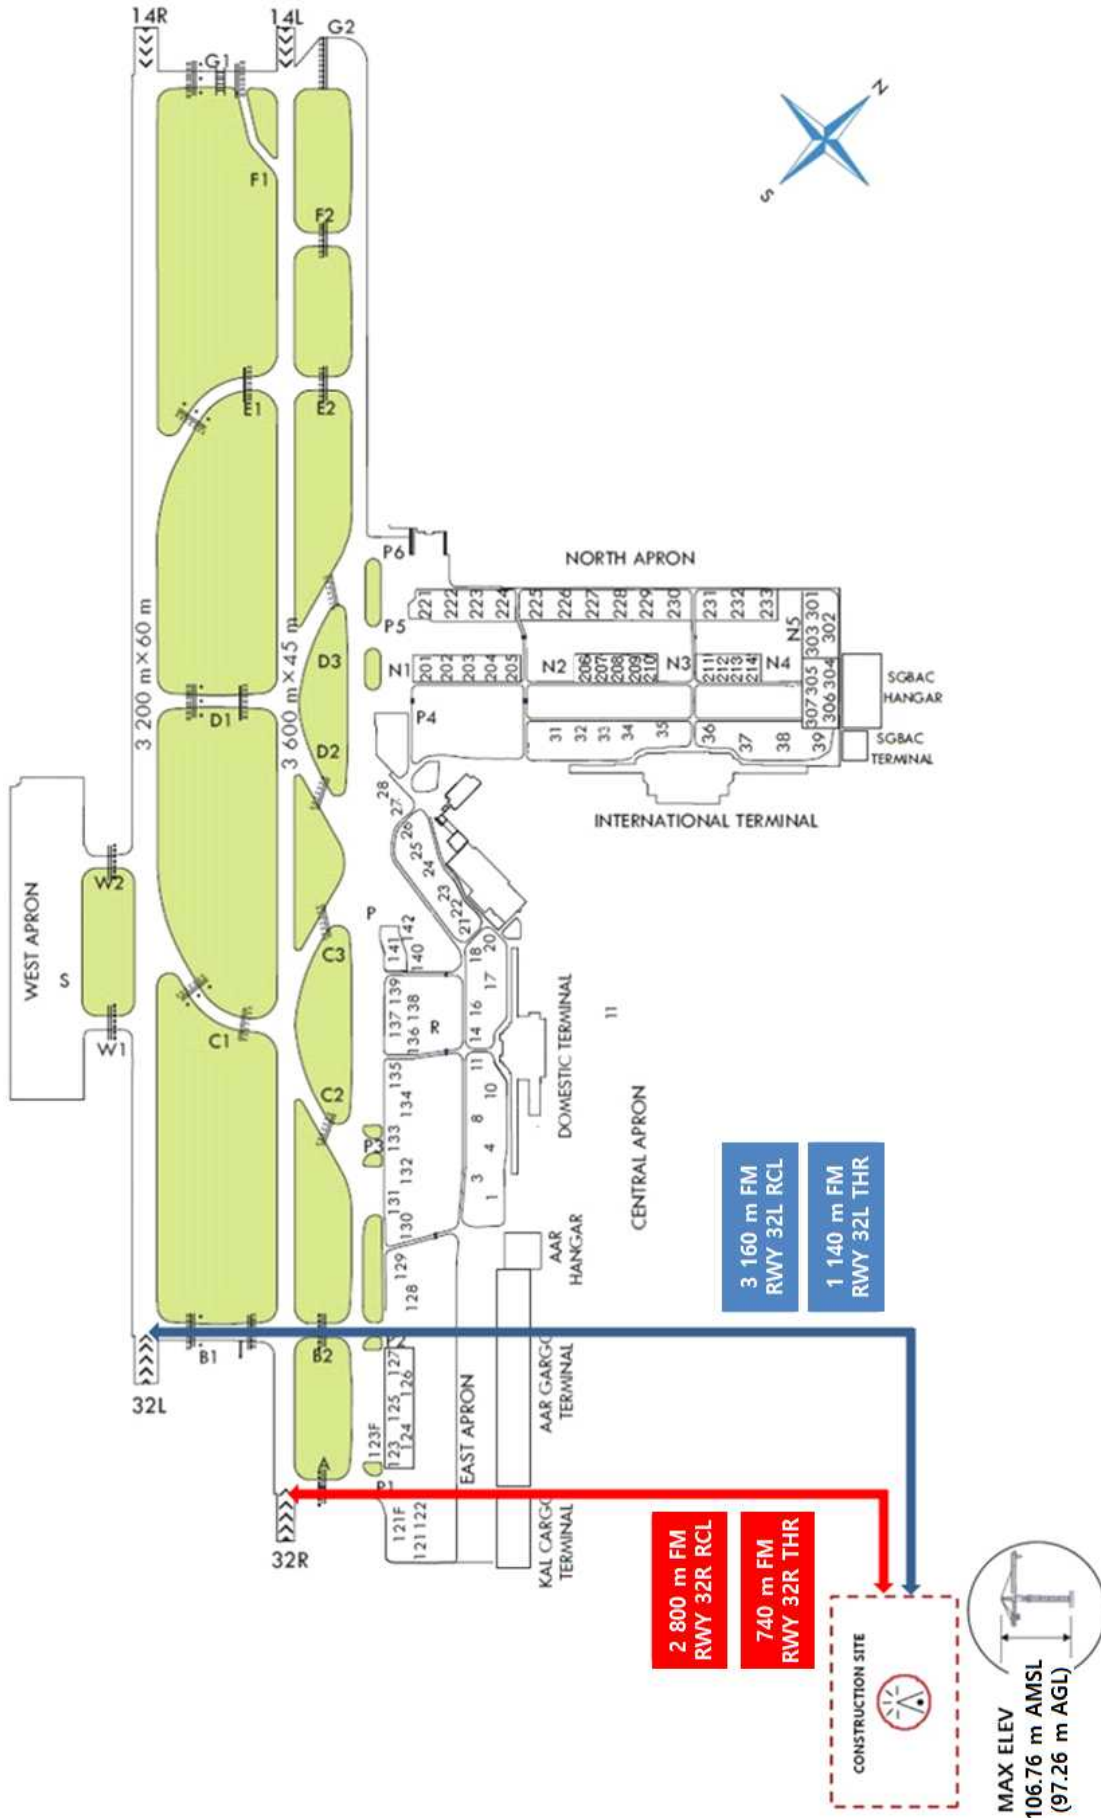 14R
14L
G2
G1
N
S
F1
F2
E1
E2
3 200 m×60 m
3 600 m×45 m
P6
P5
NORTH APRON
221
222
223
224
225
226
227
228
229
230
231
232
233
N5
303 301
302
D3
D1
D2
N1
201
202
203
204
205
N2
206
207
208
209
210
N3
211
212
213
214
N4
307 305
306 304
SGBAC
HANGAR
P4
31
32
33
34
35
36
37
38
39
SGBAC
TERMINAL
INTERNATIONAL TERMINAL
28
27
26
25
24
23
22
21
WEST APRON
S
W2
W1
P
C3
C1
C2
141
142
140
139
137
138
136
R
135
134
133
P3
132
131
130
129
128
20
18
17
16
14
11
10
8
4
3
1
DOMESTIC TERMINAL
11
CENTRAL APRON
AAR
HANGAR
3 160 m FM
RWY 32L RCL
1 140 m FM
RWY 32L THR
B1
B2
127
126
125
124
123
123F
A
P1
EAST APRON
AAR GARGO
TERMINAL
32L
32R
121F
121 122
KAL CARGO
TERMINAL
2 800 m FM
RWY 32R RCL
740 m FM
RWY 32R THR
CONSTRUCTION SITE
MAX ELEV
106.76 m AMSL
(97.26 m AGL)